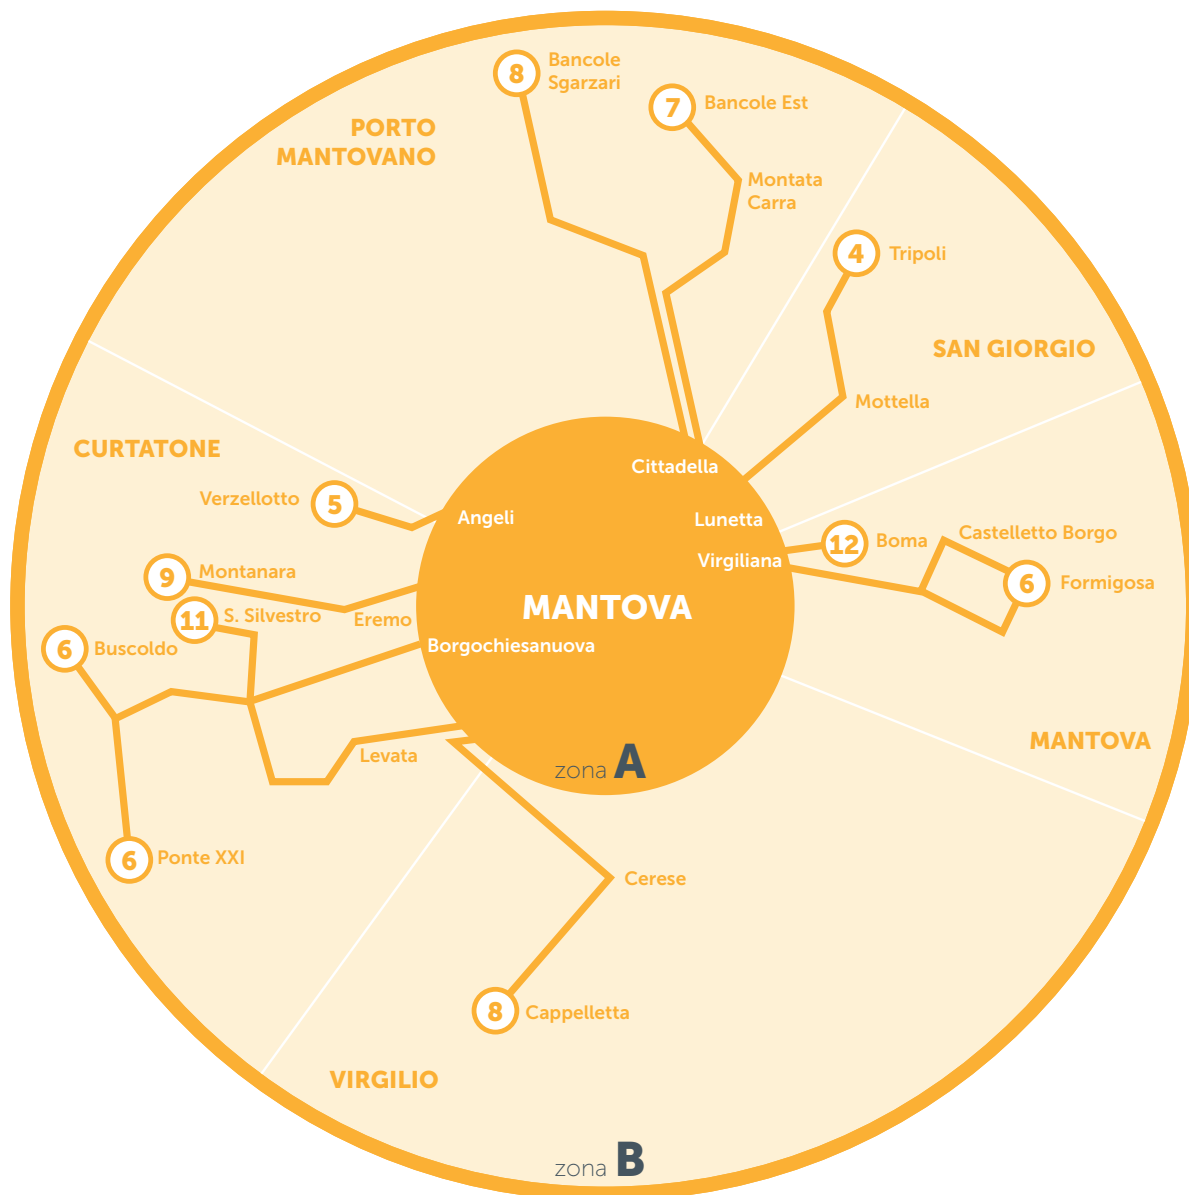 8
Bancole
Sgarzari
7
Bancole Est
PORTO
MANTOVANO
Montata
Carra
4
Tripoli
SAN GIORGIO
Mottella
CURTATONE
Cittadella
Verzellotto
5
Angeli
Lunetta
12
Boma
Castelletto Borgo
Virgiliana
9
Montanara
6
Formigosa
MANTOVA
11
S. Silvestro
Eremo
6
Buscoldo
Borgochiesanuova
MANTOVA
Levata
zona A
6
Ponte XXI
Cerese
8
Cappelletta
VIRGILIO
zona B